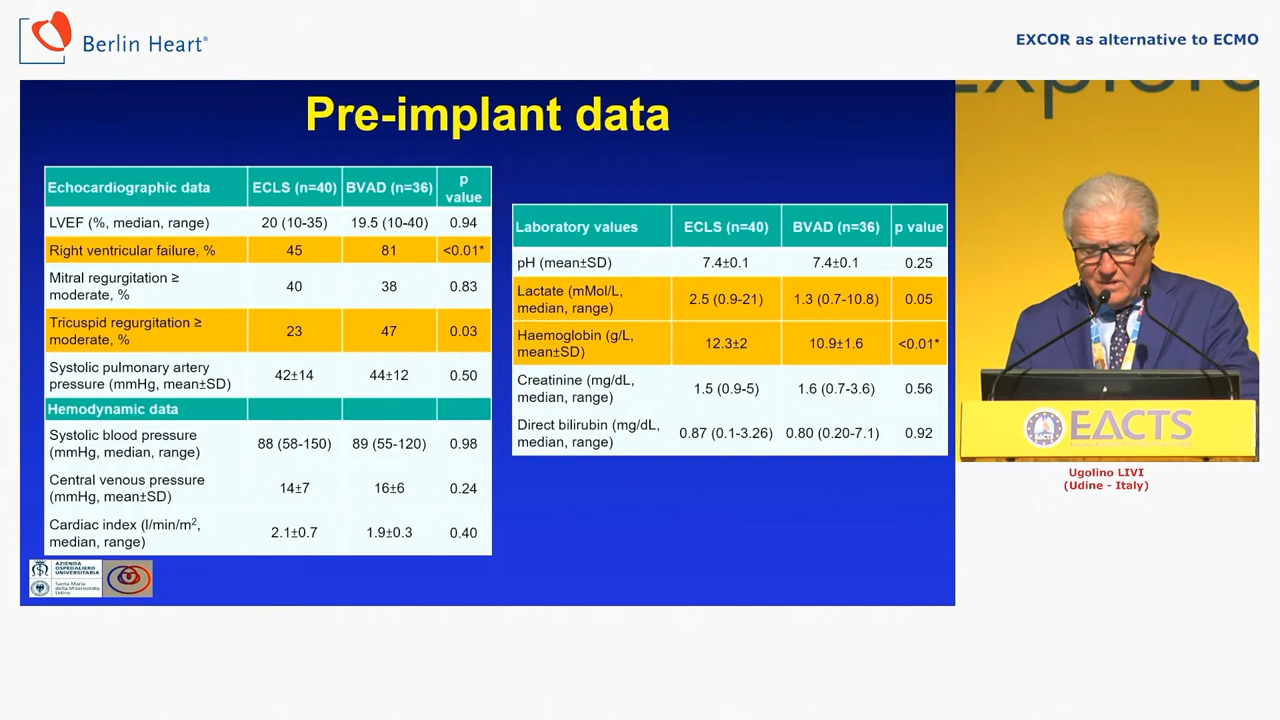 Berlin Heart®
EXCOR as alternative to ECMO
Explore
Pre-implant data
Echocardiographic data ECLS (n=40) BVAD (n=36) p value
LVEF (%, median, range) 20 (10-35) 19.5 (10-40) 0.94
Right ventricular failure, % 45 81 <0.01*
Mitral regurgitation ≥
moderate, % 40 38 0.83
Tricuspid regurgitation ≥
moderate, % 23 47 0.03
Systolic pulmonary artery
pressure (mmHg, mean±SD) 42±14 44±12 0.50
Hemodynamic data
Systolic blood pressure
(mmHg, median, range) 88 (58-150) 89 (55-120) 0.98
Central venous pressure
(mmHg, mean±SD) 14±7 16±6 0.24
Cardiac index (l/min/m², 
median, range) 2.1±0.7 1.9±0.3 0.40
Laboratory values ECLS (n=40) BVAD (n=36) p value
pH (mean±SD) 7.4±0.1 7.4±0.1 0.25
Lactate (mMol/L,
median, range) 2.5 (0.9-21) 1.3 (0.7-10.8) 0.05
Haemoglobin (g/L,
mean±SD) 12.3±2 10.9±1.6 <0.01*
Creatinine (mg/dL,
median, range) 1.5 (0.9-5) 1.6 (0.7-3.6) 0.56
Direct bilirubin (mg/dL,
median, range) 0.87 (0.1-3.26) 0.80 (0.20-7.1) 0.92
AZIENDA
OSPEDALIERO
UNIVERSITARIA
Santa Maria
della Misericordia
Udine
EACTS
EACTS
Ugolino LIVI
(Udine - Italy)